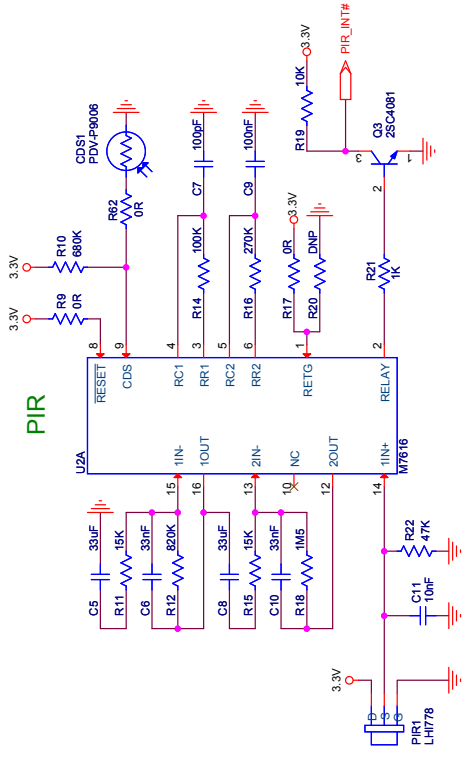 PIR
3.3V
R9
0R
3.3V
R10
680K
R62
0R
CDS1
PDV-P9006
R14
100K
C7
100pF
R16
270K
C9
100nF
R17
0R
3.3V
R20
DNP
R19
10K
3.3V
PIR_INT#
Q3
2SC4081
3
2
1
R21
1K
8
9
4
3
5
6
1
2
RESET
CDS
RC1
RR1
RC2
RR2
RETG
RELAY
U2A
M7616
1IN-
1OUT
2IN-
NC
2OUT
1IN+
15
16
13
10
12
14
C5
33uF
R11
15K
C6
33nF
R12
820K
C8
33uF
R15
15K
C10
33nF
R18
1M5
R22
47K
C11
10nF
3.3V
D
S
G
PIR1
LHI778